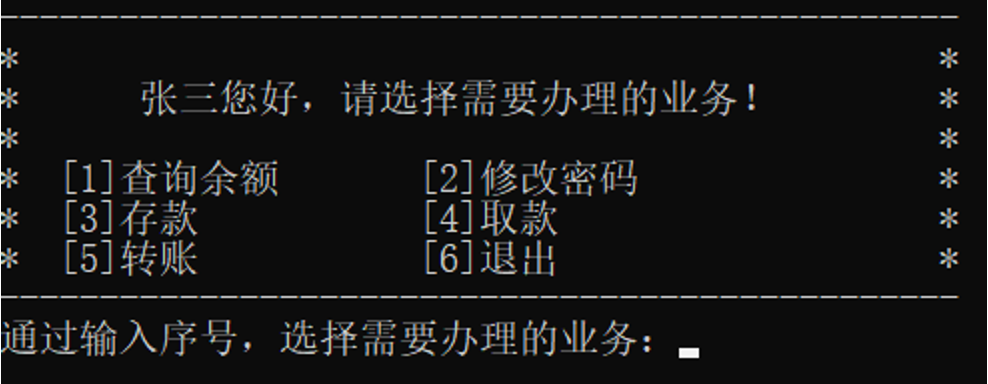 ------------------------------------------------
*                                              *
*      张三您好，请选择需要办理的业务！         *
*                                              *
*  [1]查询余额       [2]修改密码               *
*  [3]存款           [4]取款                   *
*  [5]转账           [6]退出                   *
------------------------------------------------
通过输入序号，选择需要办理的业务：